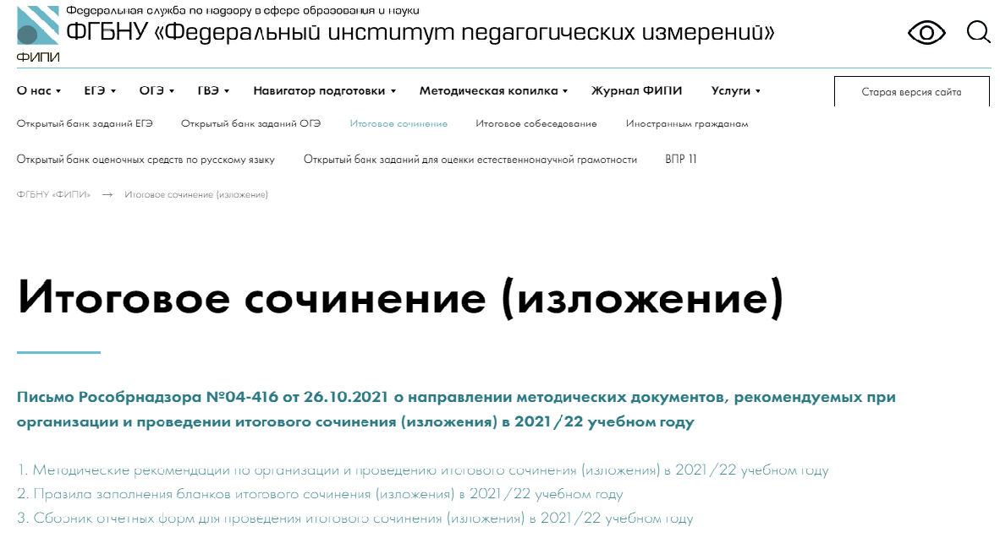 Федеральная служба по надзору в сфере образования и науки
ФГБНУ «Федеральный институт педагогических измерений»
ФИПИ
О нас ЕГЭ ОГЭ ГВЭ Навигатор подготовки Методическая копилка Журнал ФИПИ Услуги Старая версия сайта
Открытый банк заданий ЕГЭ Открытый банк заданий ОГЭ Итоговое сочинение Итоговое собеседование Иностранным гражданам
Открытый банк оценочных средств по русскому языку Открытый банк заданий для оценки естественнонаучной грамотности ВПР 11
ФГБНУ «ФИПИ» → Итоговое сочинение (изложение)
Итоговое сочинение (изложение)
Письмо Рособрнадзора №04-416 от 26.10.2021 о направлении методических документов, рекомендуемых при
организации и проведении итогового сочинения (изложения) в 2021/22 учебном году
1. Методические рекомендации по организации и проведению итогового сочинения (изложения) в 2021/22 учебном году
2. Правила заполнения бланков итогового сочинения (изложения) в 2021/22 учебном году
3. Сборник отчетных форм для проведения итогового сочинения (изложения) в 2021/22 учебном году